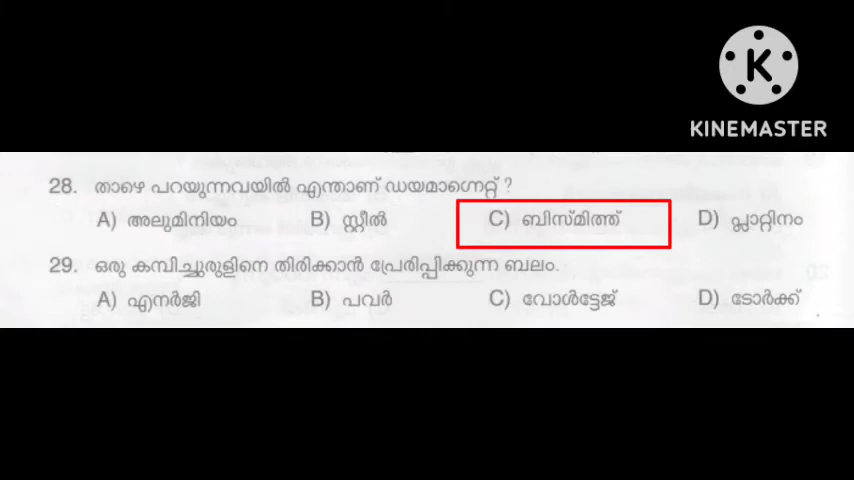 K
KINEMASTER
28. താഴെ പറയുന്നവയിൽ എന്താണ് ഡയമാഗ്നെറ്റ് ?
A) അലുമിനിയം B) സ്റ്റീൽ C) ബിസ്മിത്ത് D) പ്ലാറ്റിനം
29. ഒരു കമ്പിച്ചുരുളിനെ തിരിക്കാൻ പ്രേരിപ്പിക്കുന്ന ബലം.
A) എനർജി B) പവർ C) വോൾട്ടേജ് D) ടോർക്ക്